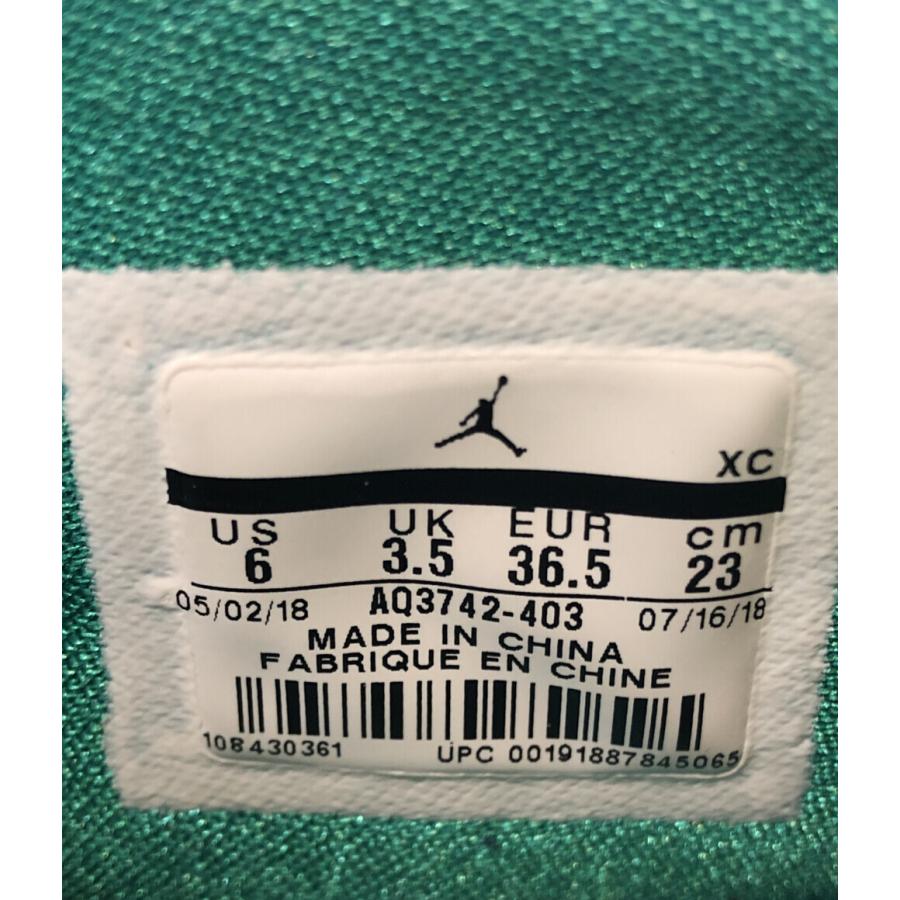 XC
US UK EUR cm
6 3.5 36.5 23
05/02/18 AQ3742-403 07/16/18
MADE IN CHINA
FABRIQUE EN CHINE
108430361 UPC 00191887845065